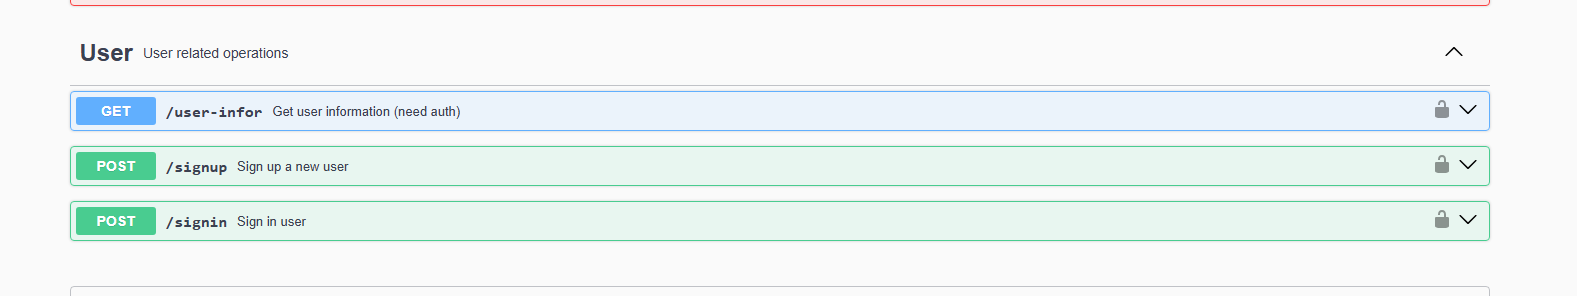 User User related operations
GET /user-infor Get user information (need auth)
POST /signup Sign up a new user
POST /signin Sign in user